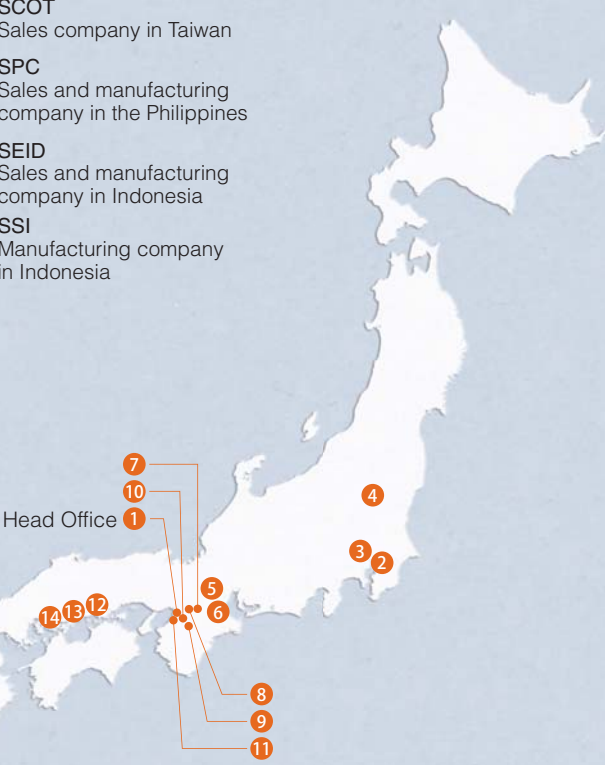 SCOT
Sales company in Taiwan
SPC
Sales and manufacturing
company in the Philippines
SEID
Sales and manufacturing
company in Indonesia
SSI
Manufacturing company
in Indonesia
7
10
Head Office 1
4
3
2
5
6
12
13
14
8
9
11